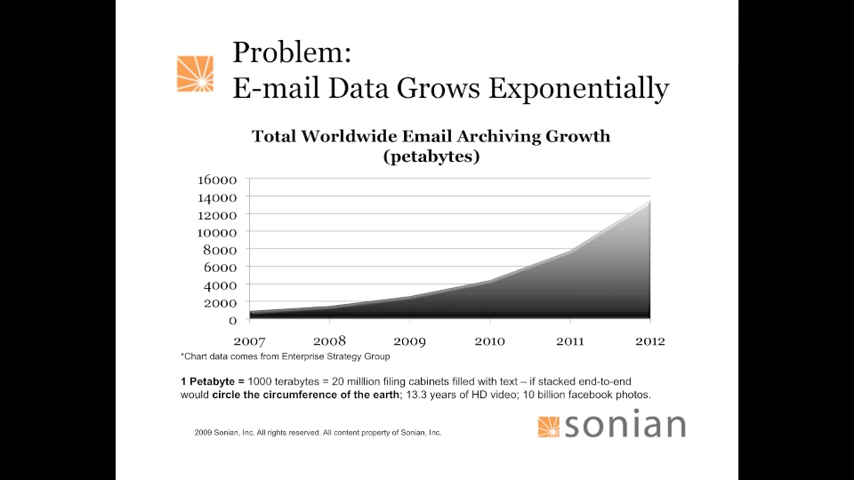 Problem:
E-mail Data Grows Exponentially
Total Worldwide Email Archiving Growth
(petabytes)
16000
14000
12000
10000
8000
6000
4000
2000
0
2007 2008 2009 2010 2011 2012
*Chart data comes from Enterprise Strategy Group
1 Petabyte = 1000 terabytes = 20 million filing cabinets filled with text – if stacked end-to-end
would circle the circumference of the earth; 13.3 years of HD video; 10 billion facebook photos.
2009 Sonian, Inc. All rights reserved. All content property of Sonian, Inc.
sonian